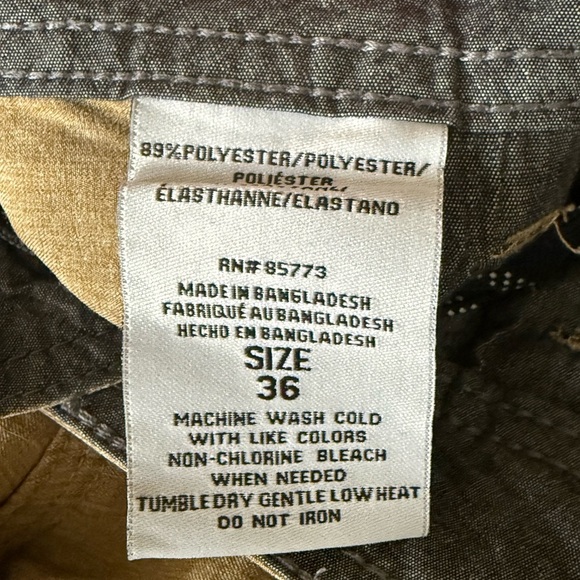 89%POLYESTER/POLYESTER/
POLIÉSTER
ÉLASTHANNE/ELASTANO
RN# 85773
MADE IN BANGLADESH
FABRIQUÉ AU BANGLADESH
HECHO EN BANGLADESH
SIZE
36
MACHINE WASH COLD
WITH LIKE COLORS
NON-CHLORINE BLEACH
WHEN NEEDED
TUMBLE DRY GENTLE LOW HEAT
DO NOT IRON